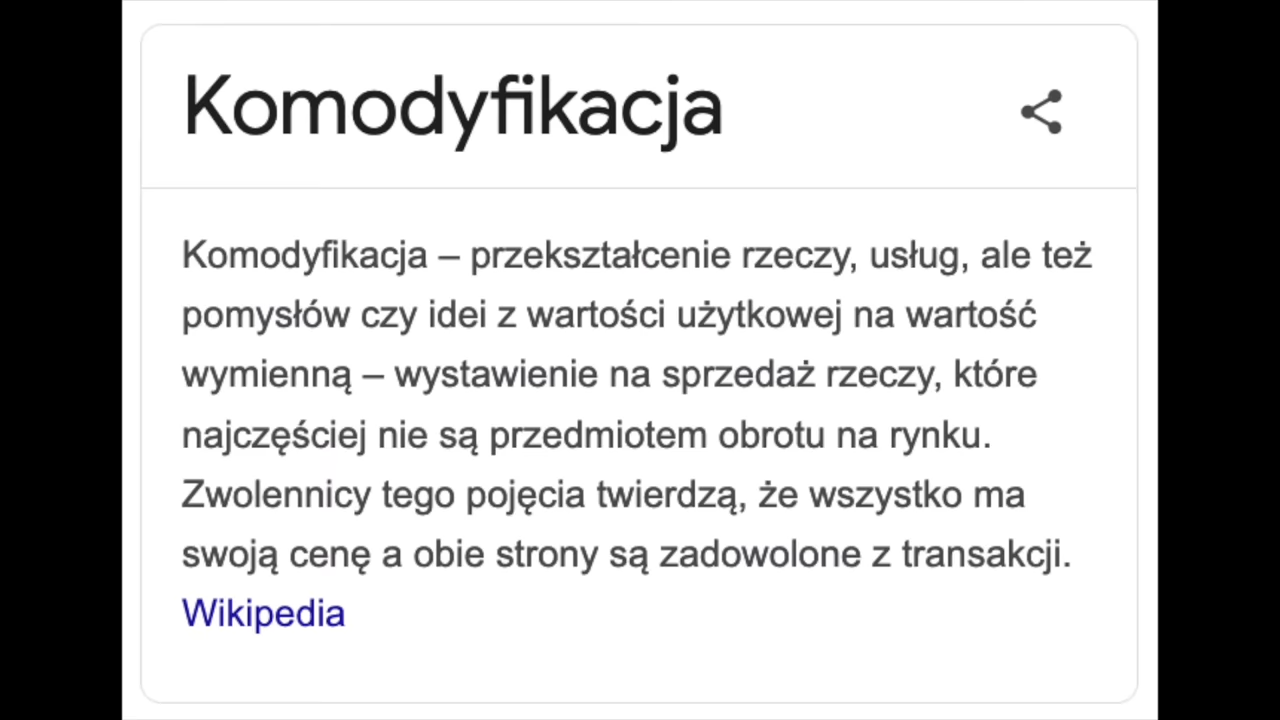 Komodyfikacja
Komodyfikacja – przekształcenie rzeczy, usług, ale też
pomysłów czy idei z wartości użytkowej na wartość
wymienną – wystawienie na sprzedaż rzeczy, które
najczęściej nie są przedmiotem obrotu na rynku.
Zwolennicy tego pojęcia twierdzą, że wszystko ma
swoją cenę a obie strony są zadowolone z transakcji.
Wikipedia